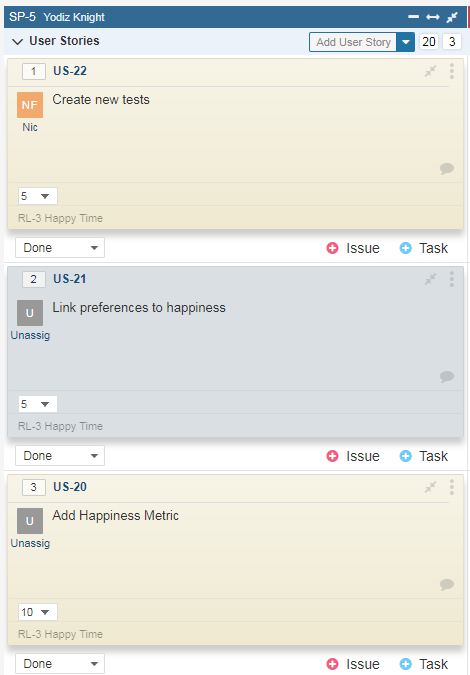 SP-5 Yodiz Knight
User Stories Add User Story 20 3
1 US-22
NF Create new tests
Nic
5
RL-3 Happy Time
Done Issue Task
2 US-21
U Link preferences to happiness
Unassig
5
RL-3 Happy Time
Done Issue Task
3 US-20
U Add Happiness Metric
Unassig
10
RL-3 Happy Time
Done Issue Task